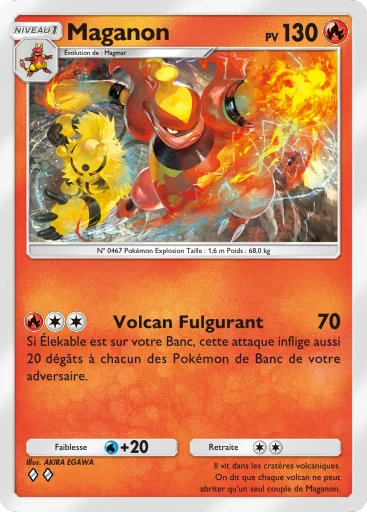 NIVEAU 1
Maganon
PV 130
Évolution de : Magmar
N° 0467 Pokémon Explosion Taille : 1,6 m Poids : 68,0 kg
Volcan Fulgurant 70
Si Élekable est sur votre Banc, cette attaque inflige aussi
20 dégâts à chacun des Pokémon de Banc de votre
adversaire.
Faiblesse +20
Retraite
Illus. AKIRA EGAWA
Il vit dans les cratères volcaniques.
On dit que chaque volcan ne peut
abriter qu'un seul couple de Maganon.